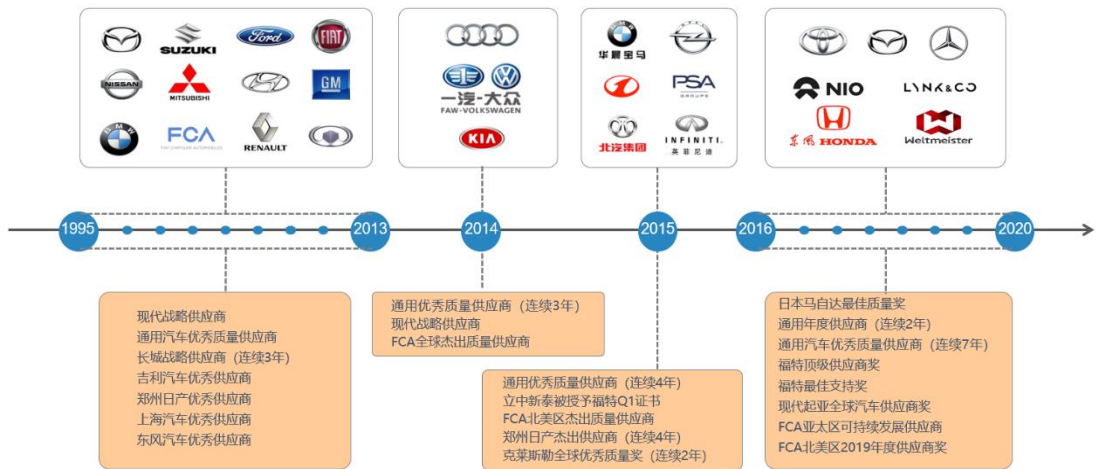 SUZUKI
Ford
FIAT
NISSAN
MITSUBISHI
GM
BMW
FCA
FIAT CHRYSLER AUTOMOBILES
RENAULT
一汽-大众
FAW-VOLKSWAGEN
KIA
华晨宝马
PSA
GROUPE
北汽集团
INFINITI
英菲尼迪
NIO
LYNK&CO
东风HONDA
Weltmeister
1995
2013
2014
2015
2016
2020
现代战略供应商
通用汽车优秀质量供应商
长城战略供应商（连续3年）
吉利汽车优秀供应商
郑州日产优秀供应商
上海汽车优秀供应商
东风汽车优秀供应商
通用优秀质量供应商（连续3年）
现代战略供应商
FCA全球杰出质量供应商
通用优秀质量供应商（连续4年）
立中新泰被授予福特Q1证书
FCA北美区杰出质量供应商
郑州日产杰出供应商（连续4年）
克莱斯勒全球优秀质量奖（连续2年）
日本马自达最佳质量奖
通用年度供应商（连续2年）
通用汽车优秀质量供应商（连续7年）
福特顶级供应商奖
福特最佳支持奖
现代起亚全球汽车供应商奖
FCA亚太区可持续发展供应商
FCA北美区2019年度供应商奖